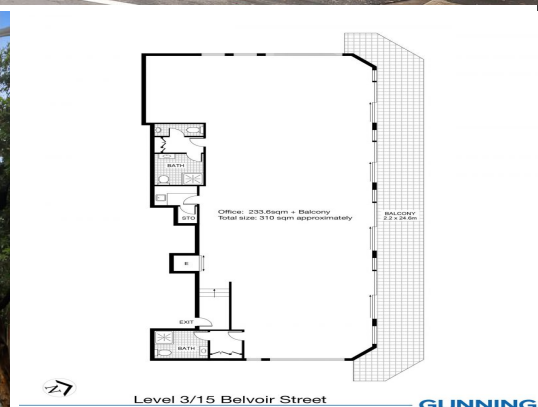 BATH
STO
Office: 233.6sqm + Balcony
Total size: 310 sqm approximately
BALCONY
2.2 x 24.6m
E
EXIT
BATH
N
Level 3/15 Belvoir Street
GUNNING